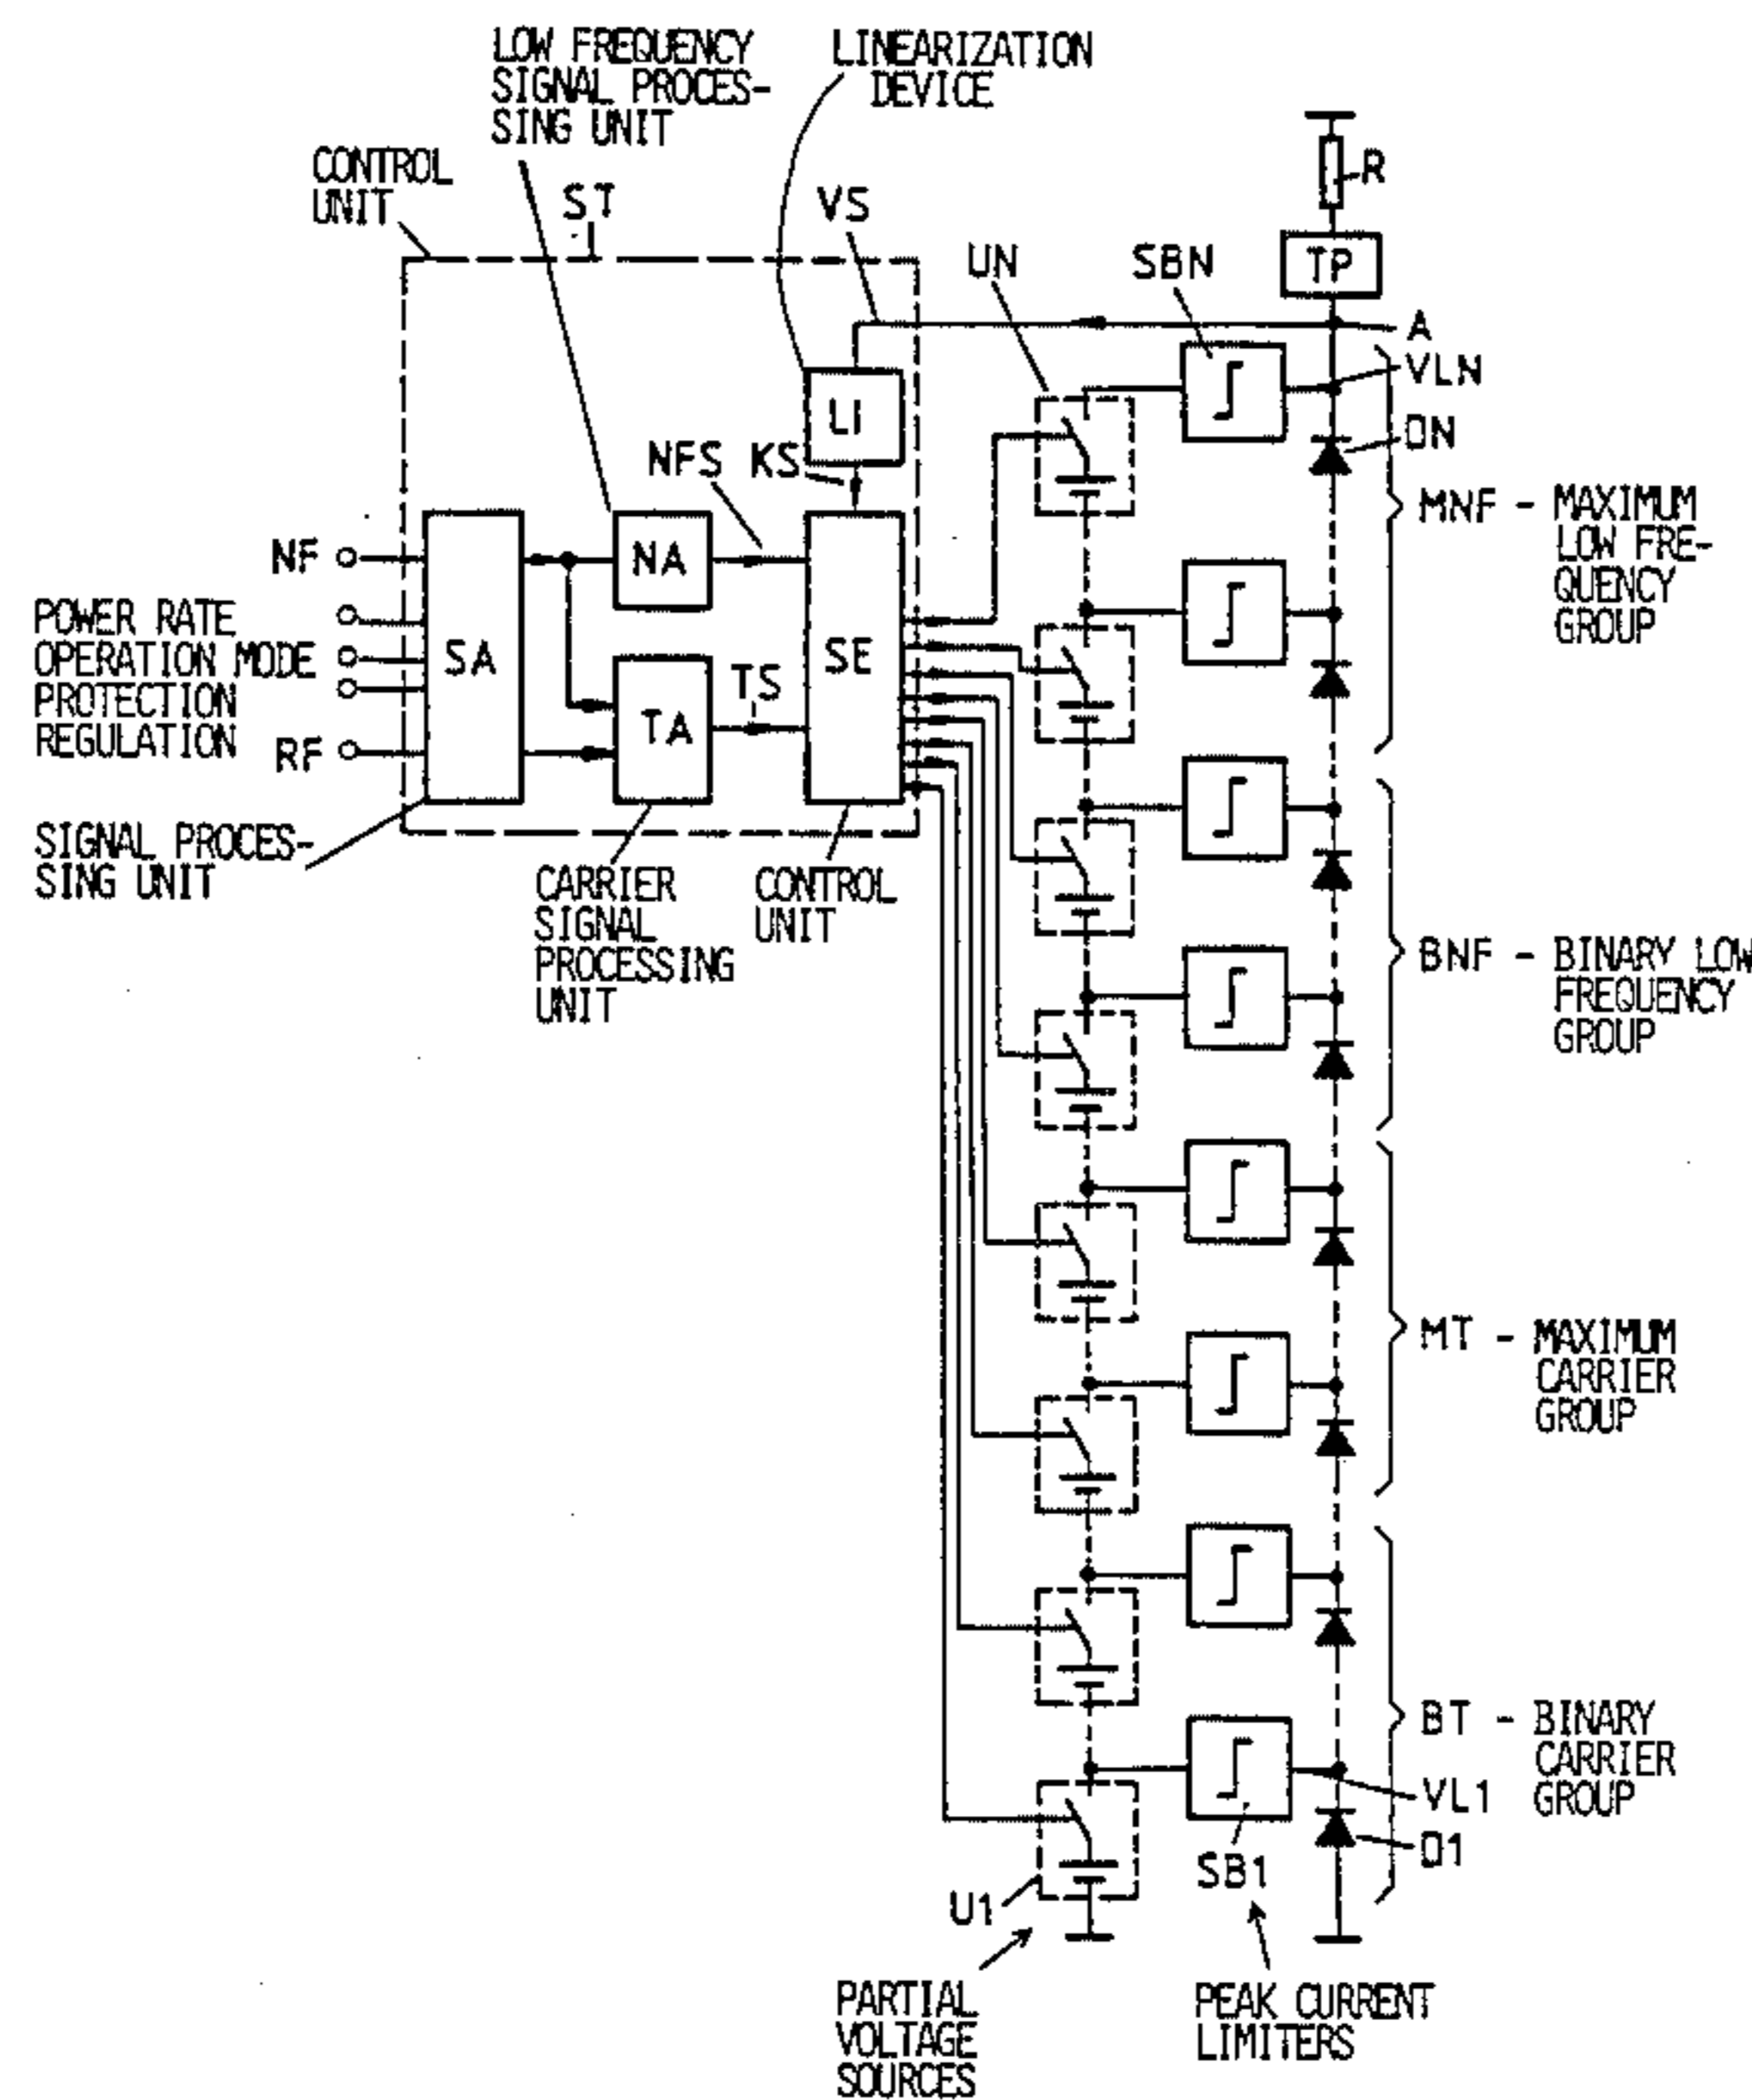 LOW FREQUENCY
SIGNAL PROCES-
SING UNIT
LINEARIZATION
DEVICE
CONTROL
UNIT
ST
VS
R
TP
UN
SBN
A
VLN
DN
LI
NFS
KS
MNF - MAXIMUM
LOW FRE-
QUENCY
GROUP
NF
NA
POWER RATE
OPERATION MODE
PROTECTION
REGULATION
SA
SE
TS
TA
RF
SIGNAL PROCES-
SING UNIT
CARRIER
SIGNAL
PROCESSING
UNIT
CONTROL
UNIT
BNF - BINARY LOW
FREQUENCY
GROUP
MT - MAXIMUM
CARRIER
GROUP
BT - BINARY
CARRIER
GROUP
VL1
D1
SB1
U1
PARTIAL
VOLTAGE
SOURCES
PEAK CURRENT
LIMITERS